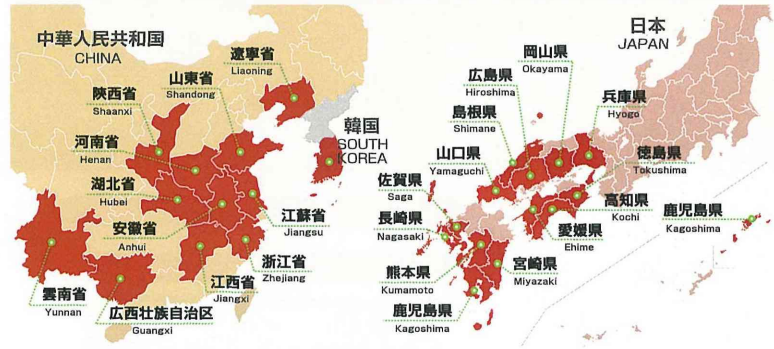 中華人民共和国
CHINA
遼寧省
Liaoning
山東省
Shandong
陝西省
Shaanxi
河南省
Henan
湖北省
Hubei
安徽省
Anhui
雲南省
Yunnan
広西壮族自治区
Guangxi
江西省
Jiangxi
浙江省
Zhejiang
江蘇省
Jiangsu
韓国
SOUTH
KOREA
日本
JAPAN
岡山県
Okayama
広島県
Hiroshima
島根県
Shimane
山口県
Yamaguchi
兵庫県
Hyogo
徳島県
Tokushima
高知県
Kochi
愛媛県
Ehime
佐賀県
Saga
長崎県
Nagasaki
熊本県
Kumamoto
宮崎県
Miyazaki
鹿児島県
Kagoshima
鹿児島県
Kagoshima